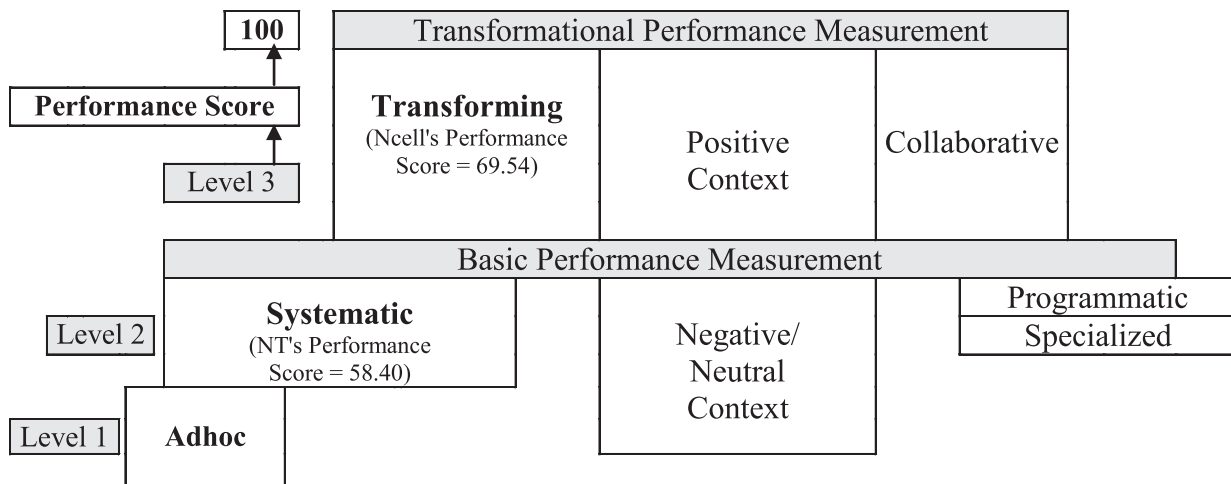 100
Transformational Performance Measurement
Performance Score
Transforming
(Ncell's Performance
Score = 69.54)
Positive
Context
Collaborative
Level 3
Basic Performance Measurement
Level 2
Systematic
(NT's Performance
Score = 58.40)
Negative/
Neutral
Context
Programmatic
Specialized
Level 1
Adhoc